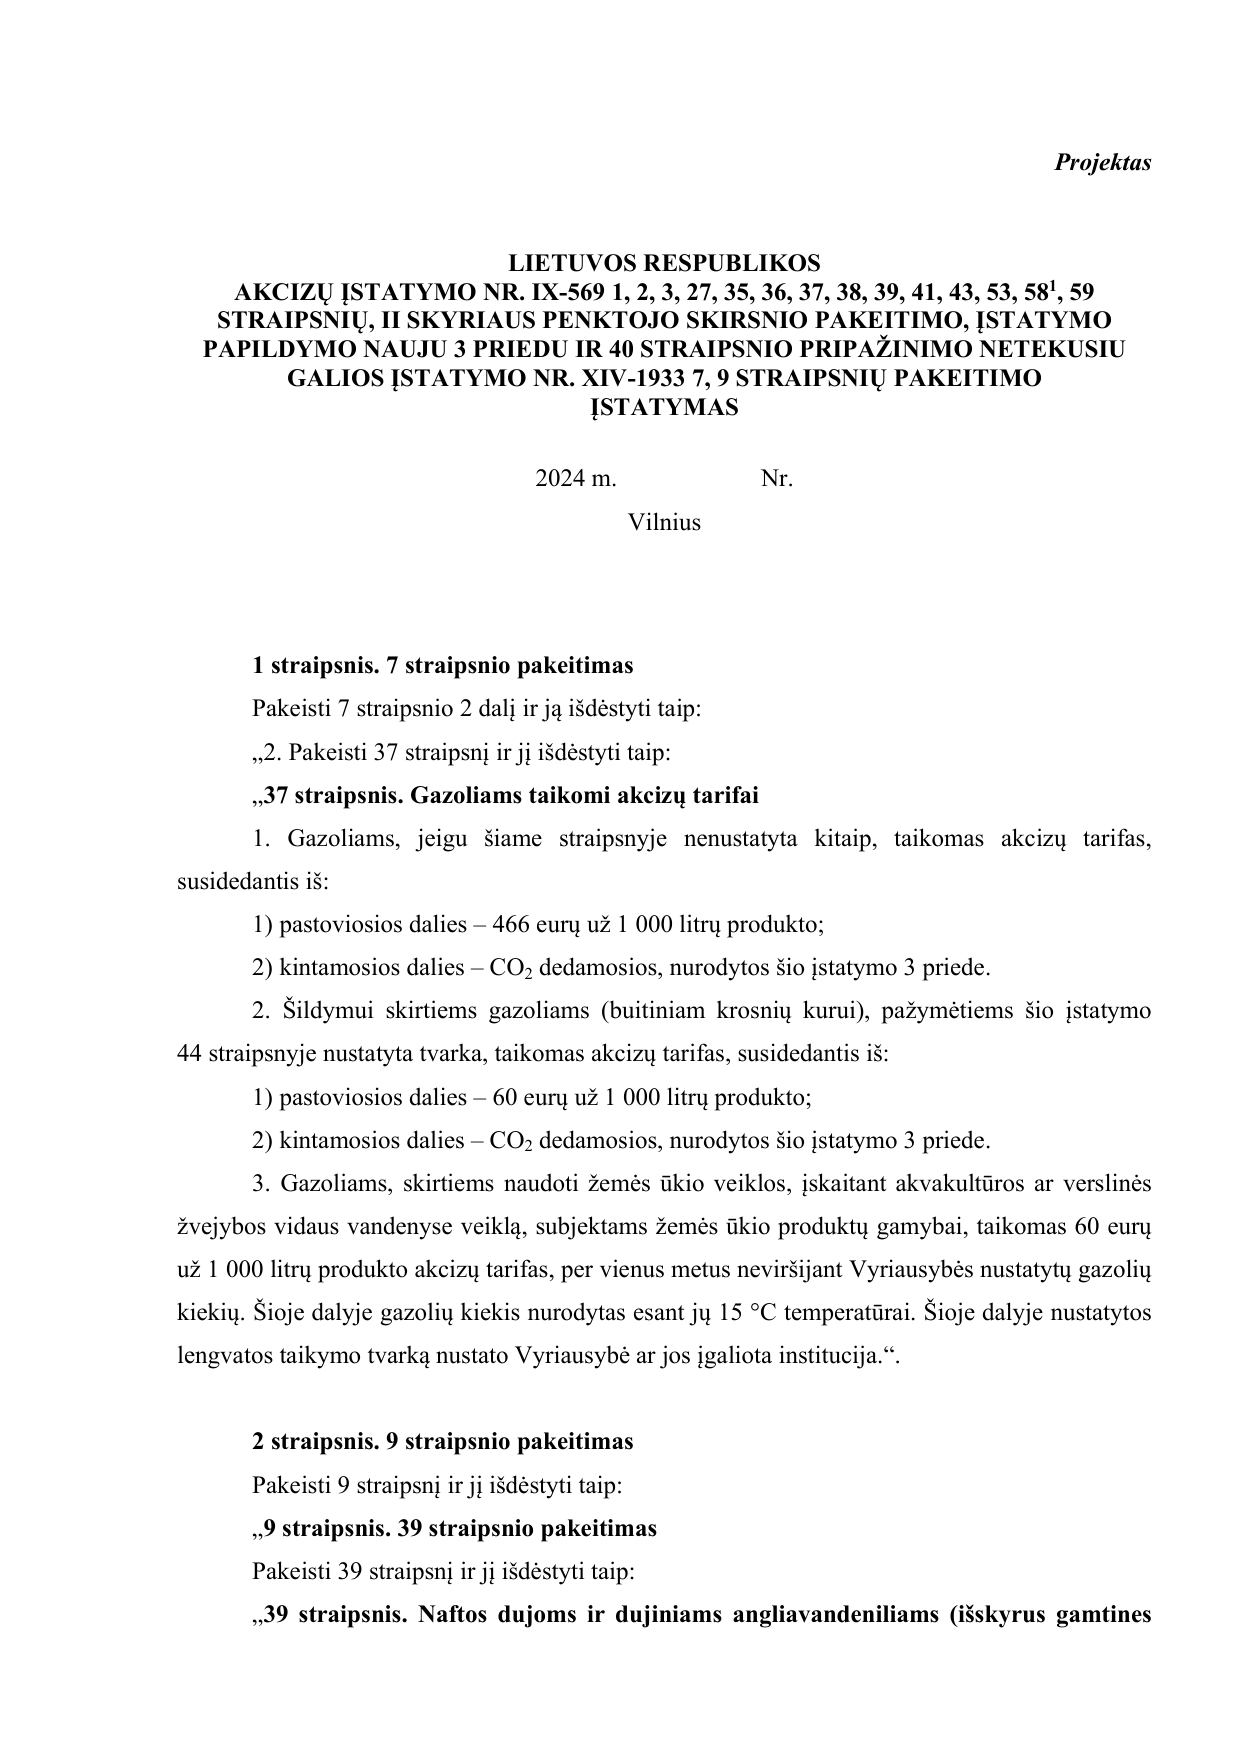 Projektas
LIETUVOS RESPUBLIKOS
AKCIZŲ ĮSTATYMO NR. IX-569 1, 2, 3, 27, 35, 36, 37, 38, 39, 41, 43, 53, 58¹, 59
STRAIPSNIŲ, II SKYRIAUS PENKTOJO SKIRSNIO PAKEITIMO, ĮSTATYMO
PAPILDYMO NAUJU 3 PRIEDU IR 40 STRAIPSNIO PRIPAŽINIMO NETEKUSIU
GALIOS ĮSTATYMO NR. XIV-1933 7, 9 STRAIPSNIŲ PAKEITIMO
ĮSTATYMAS
2024 m. Nr.
Vilnius
1 straipsnis. 7 straipsnio pakeitimas
Pakeisti 7 straipsnio 2 dalį ir ją išdėstyti taip:
„2. Pakeisti 37 straipsnį ir jį išdėstyti taip:
„37 straipsnis. Gazoliams taikomi akcizų tarifai
1. Gazoliams, jeigu šiame straipsnyje nenustatyta kitaip, taikomas akcizų tarifas,
susidedantis iš:
1) pastoviosios dalies – 466 eurų už 1 000 litrų produkto;
2) kintamosios dalies – CO₂ dedamosios, nurodytos šio įstatymo 3 priede.
2. Šildymui skirtiems gazoliams (buitiniam krosnių kurui), pažymėtiems šio įstatymo
44 straipsnyje nustatyta tvarka, taikomas akcizų tarifas, susidedantis iš:
1) pastoviosios dalies – 60 eurų už 1 000 litrų produkto;
2) kintamosios dalies – CO₂ dedamosios, nurodytos šio įstatymo 3 priede.
3. Gazoliams, skirtiems naudoti žemės ūkio veiklos, įskaitant akvakultūros ar verslinės
žvejybos vidaus vandenyse veiklą, subjektams žemės ūkio produktų gamybai, taikomas 60 eurų
už 1 000 litrų produkto akcizų tarifas, per vienus metus neviršijant Vyriausybės nustatytų gazolių
kiekių. Šioje dalyje gazolių kiekis nurodytas esant jų 15 °C temperatūrai. Šioje dalyje nustatytos
lengvatos taikymo tvarką nustato Vyriausybė ar jos įgaliota institucija.“.
2 straipsnis. 9 straipsnio pakeitimas
Pakeisti 9 straipsnį ir jį išdėstyti taip:
„9 straipsnis. 39 straipsnio pakeitimas
Pakeisti 39 straipsnį ir jį išdėstyti taip:
„39 straipsnis. Naftos dujoms ir dujiniams angliavandeniliams (išskyrus gamtines